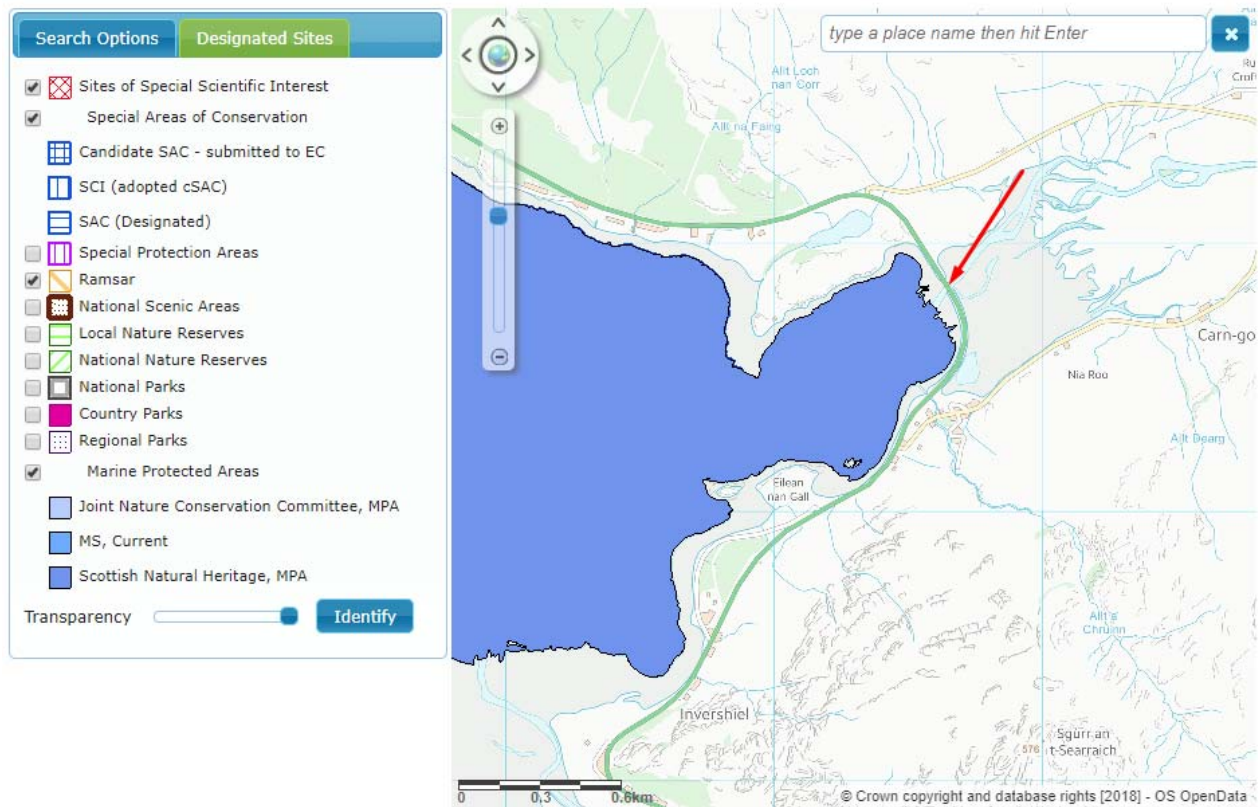 Search Options
Designated Sites
Sites of Special Scientific Interest
Special Areas of Conservation
Candidate SAC - submitted to EC
SCI (adopted cSAC)
SAC (Designated)
Special Protection Areas
Ramsar
National Scenic Areas
Local Nature Reserves
National Nature Reserves
National Parks
Country Parks
Regional Parks
Marine Protected Areas
Joint Nature Conservation Committee, MPA
MS, Current
Scottish Natural Heritage, MPA
Transparency
Identify
type a place name then hit Enter
Allt Loch
nan Corr
Allt na Faing
Ru
Crof
Carn-go
Nia Roo
Allt Dearg
Eilean
nan Gall
Allt a'
Chruinn
Invershiel
Sgurr an
576 t-Searraich
0 0.3 0.6km
© Crown copyright and database rights [2018] - OS OpenData